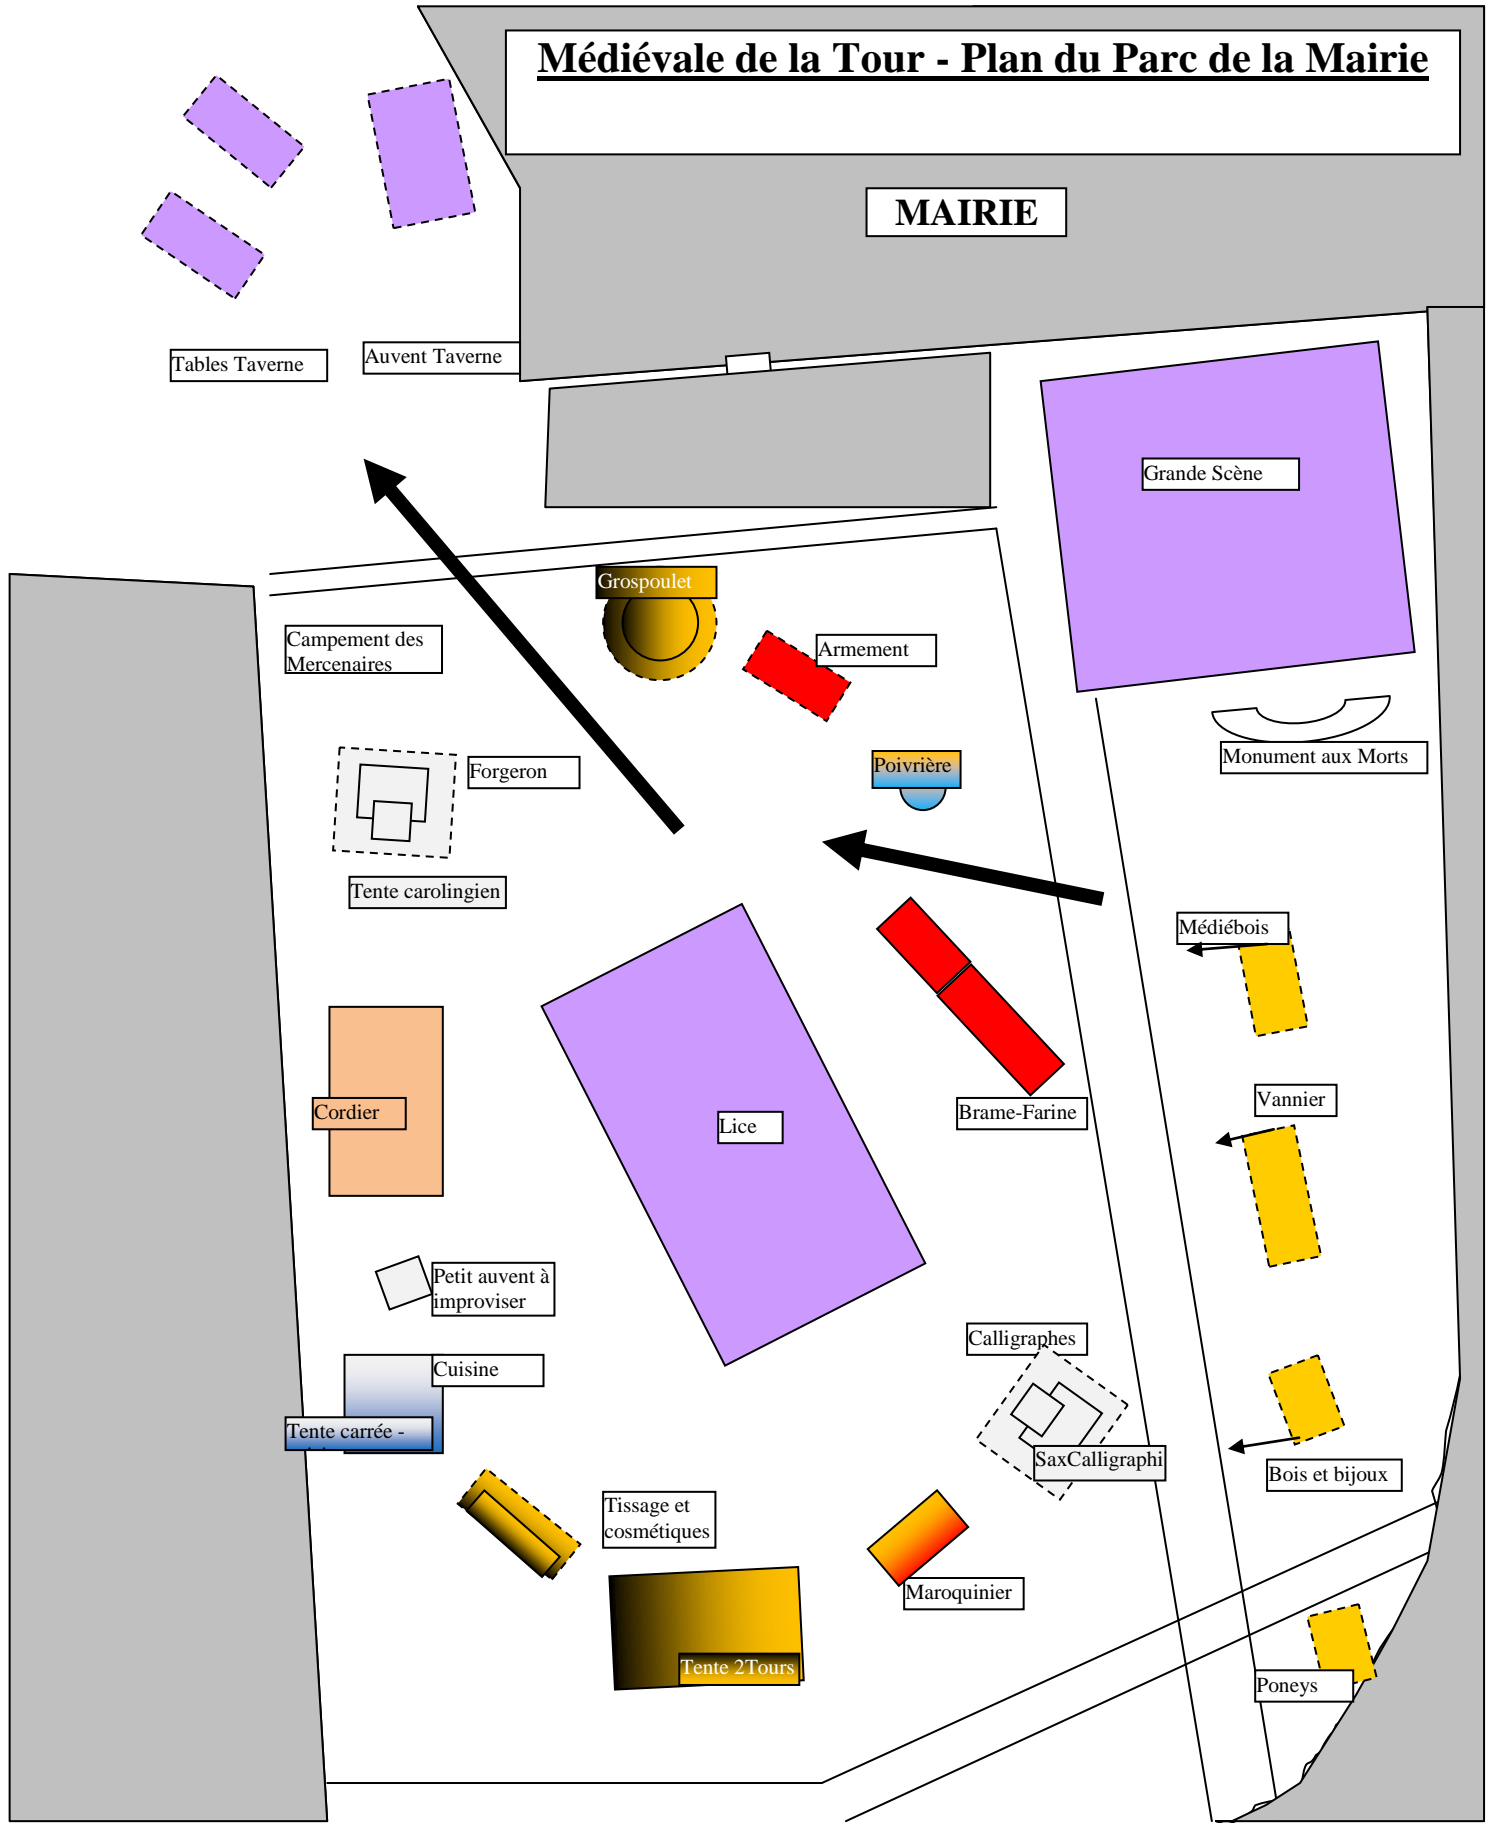 Médiévale de la Tour - Plan du Parc de la Mairie
MAIRIE
Tables Taverne
Auvent Taverne
Grande Scène
Grospoulet
Campement des
Mercenaires
Armement
Forgeron
Poivrière
Monument aux Morts
Tente carolingien
Médiébois
Cordier
Lice
Brame-Farine
Vannier
Petit auvent à
improviser
Calligraphes
Cuisine
Tente carrée -
SaxCalligraphi
Bois et bijoux
Tissage et
cosmétiques
Maroquinier
Tente 2Tours
Poneys